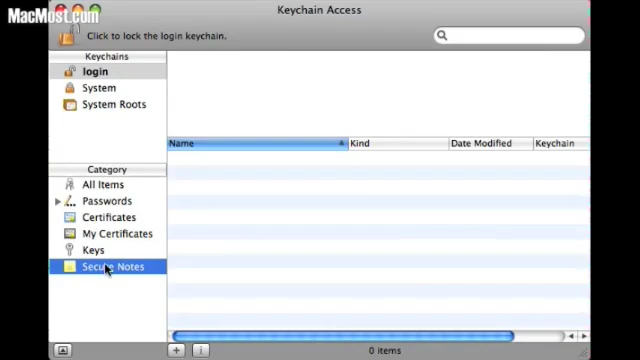 MacMost.com
Keychain Access
Click to lock the login keychain.
Keychains
login
System
System Roots
Name
Kind
Date Modified
Keychain
Category
All Items
Passwords
Certificates
My Certificates
Keys
Secure Notes
0 items